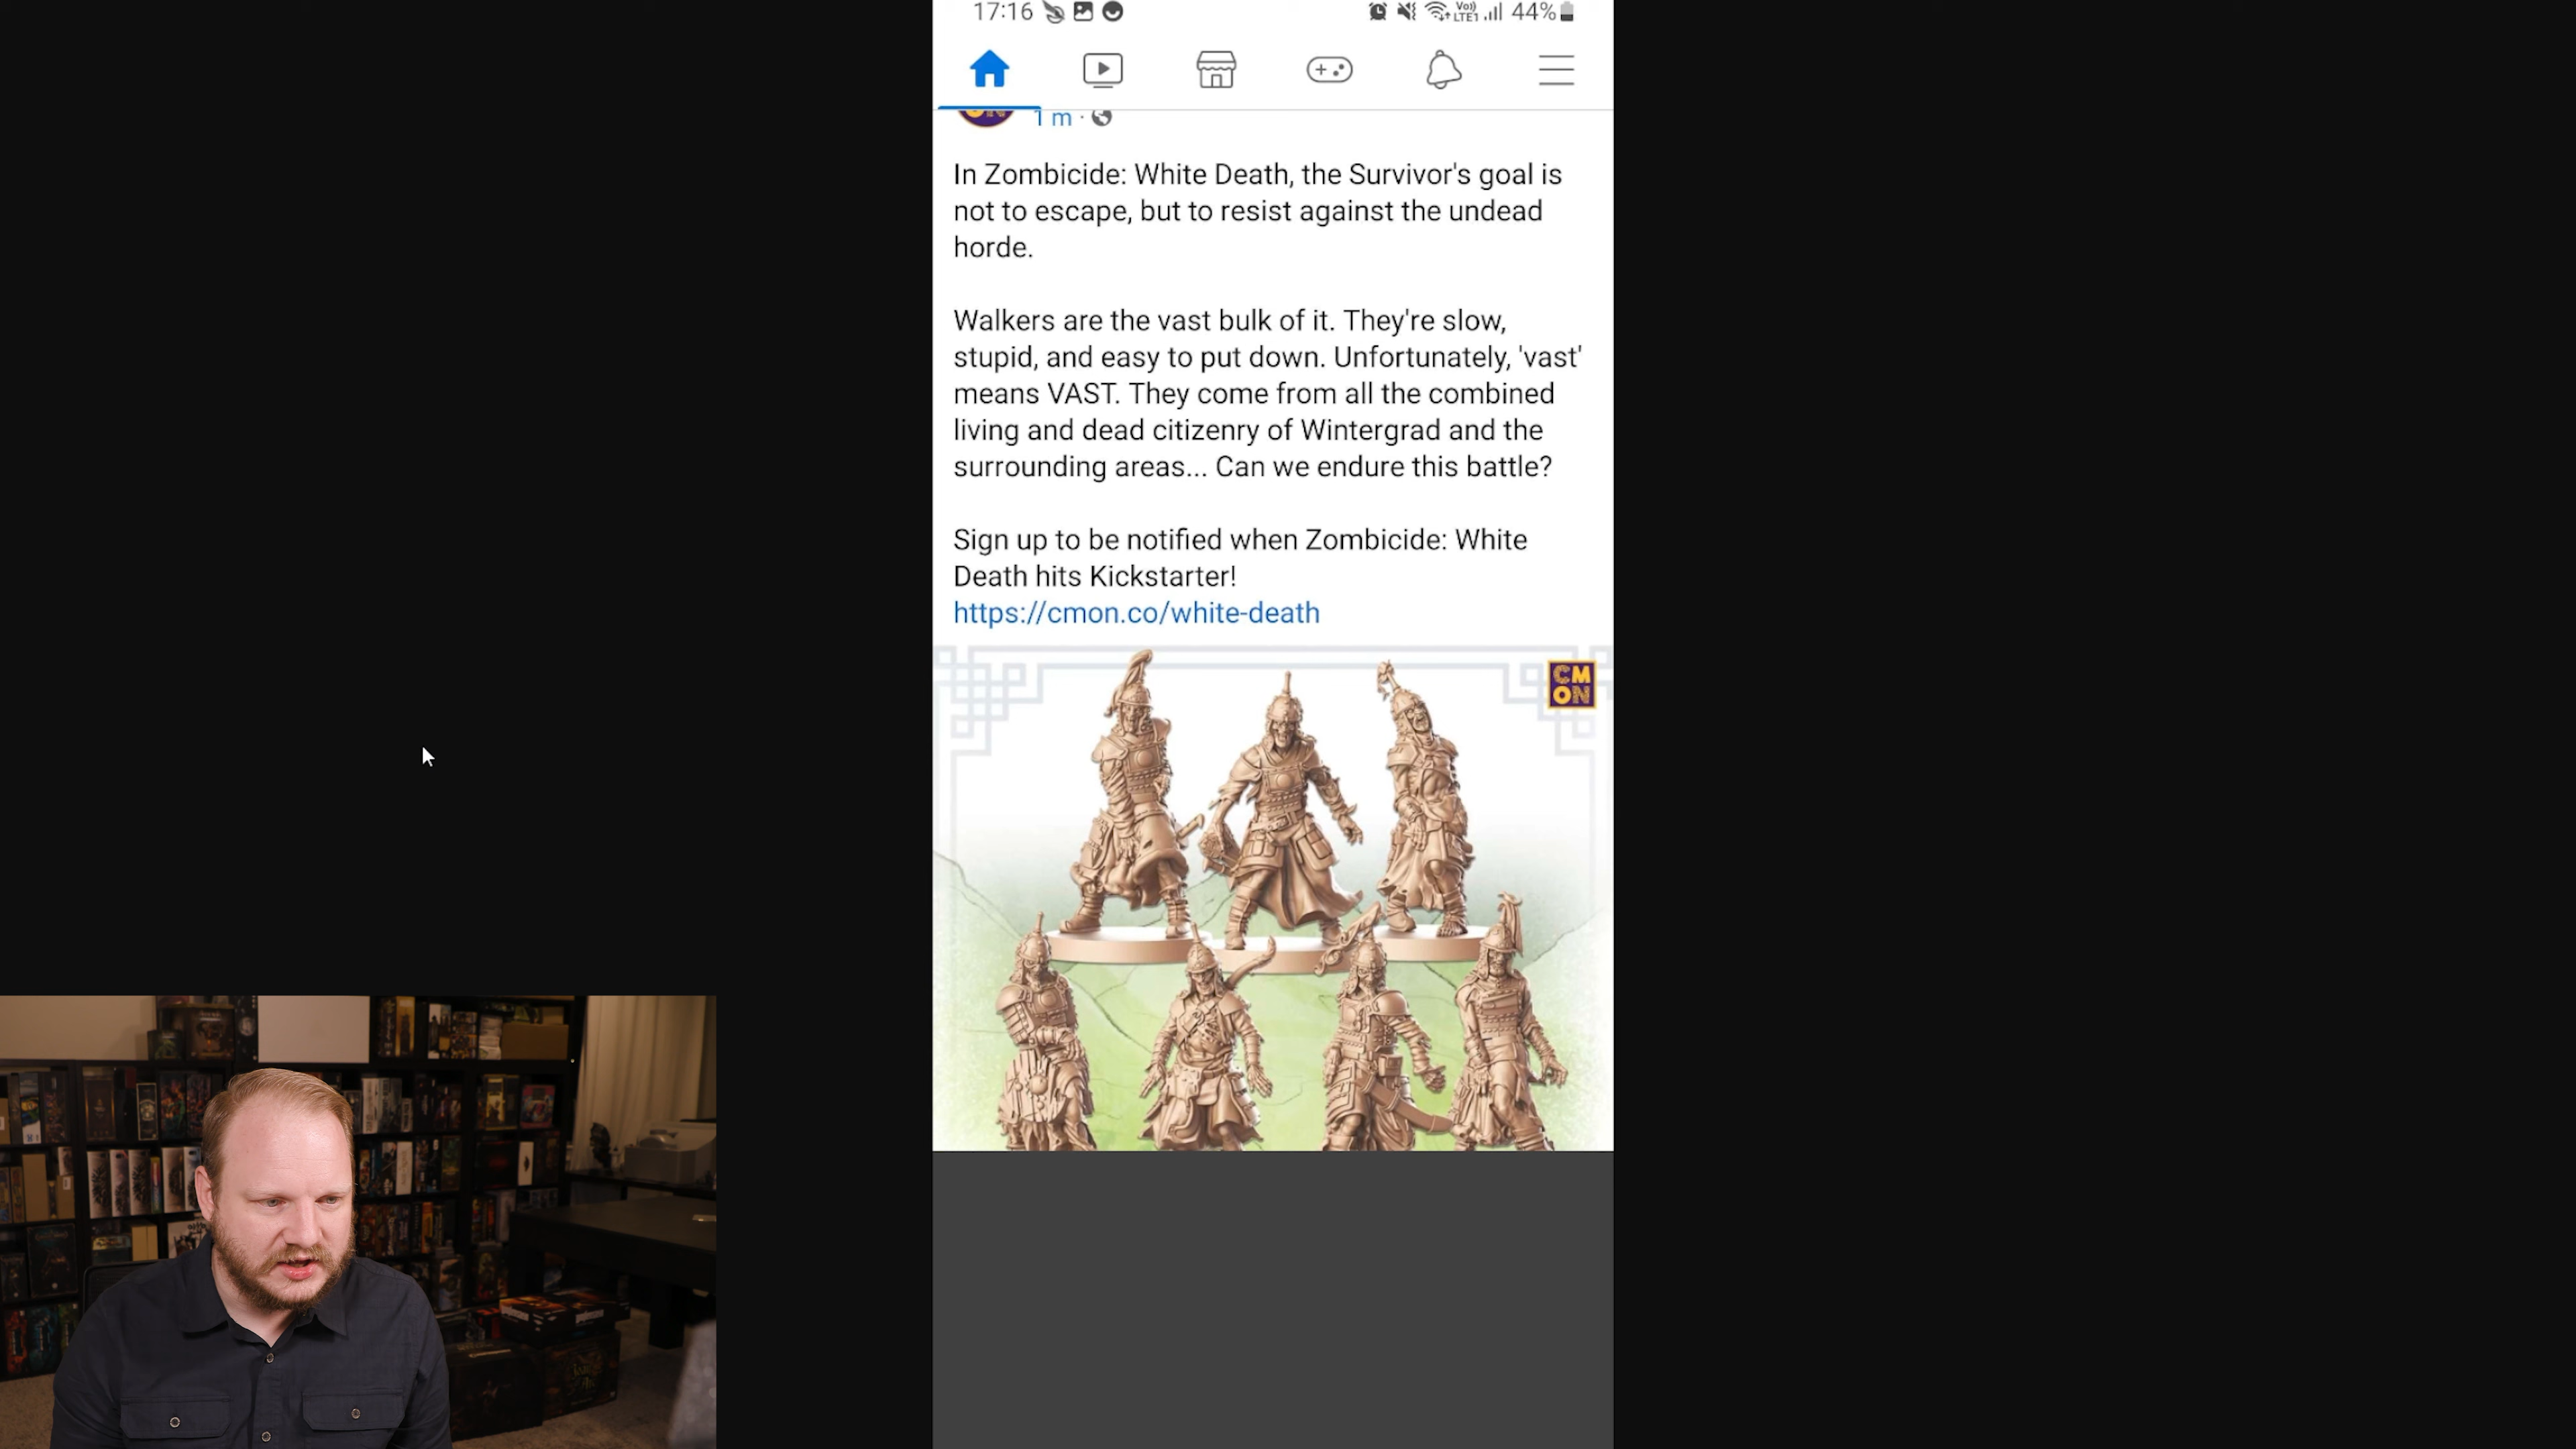 17:16
Vo)) LTE1 44%
1 m ·
In Zombicide: White Death, the Survivor's goal is
not to escape, but to resist against the undead
horde.
Walkers are the vast bulk of it. They're slow,
stupid, and easy to put down. Unfortunately, 'vast'
means VAST. They come from all the combined
living and dead citizenry of Wintergrad and the
surrounding areas... Can we endure this battle?
Sign up to be notified when Zombicide: White
Death hits Kickstarter!
https://cmon.co/white-death
CM
ON